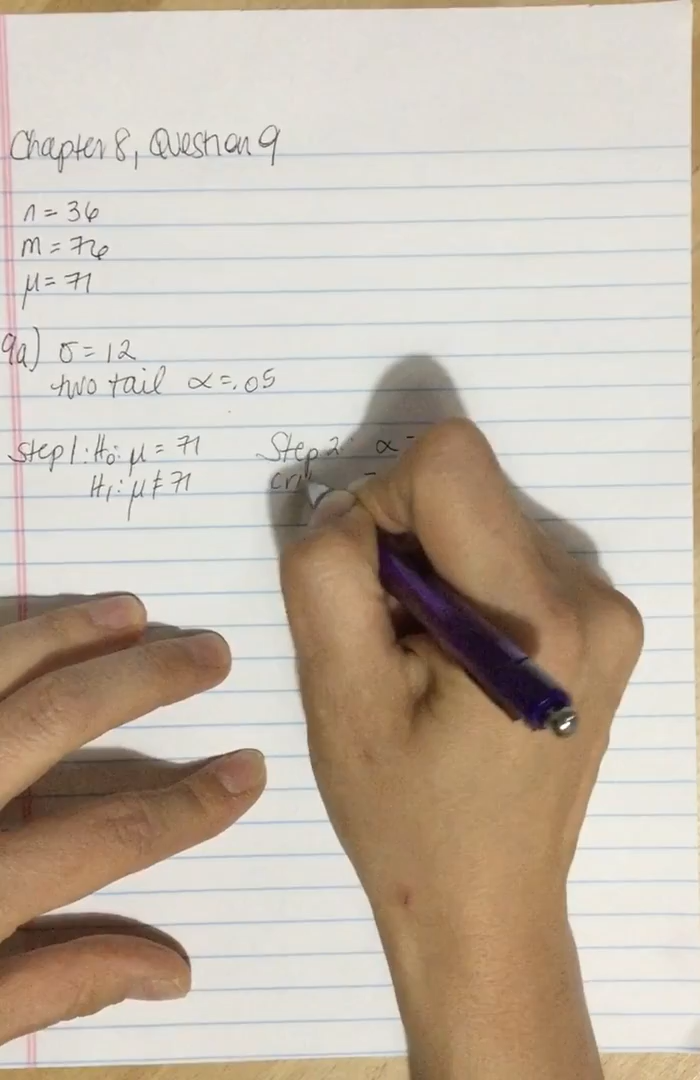 Chapter 8, Question 9
n = 36
m = 76
μ = 71
9a) σ = 12
two tail α = .05
Step 1: H₀: μ = 71
H₁: μ ≠ 71
Step 2: α =